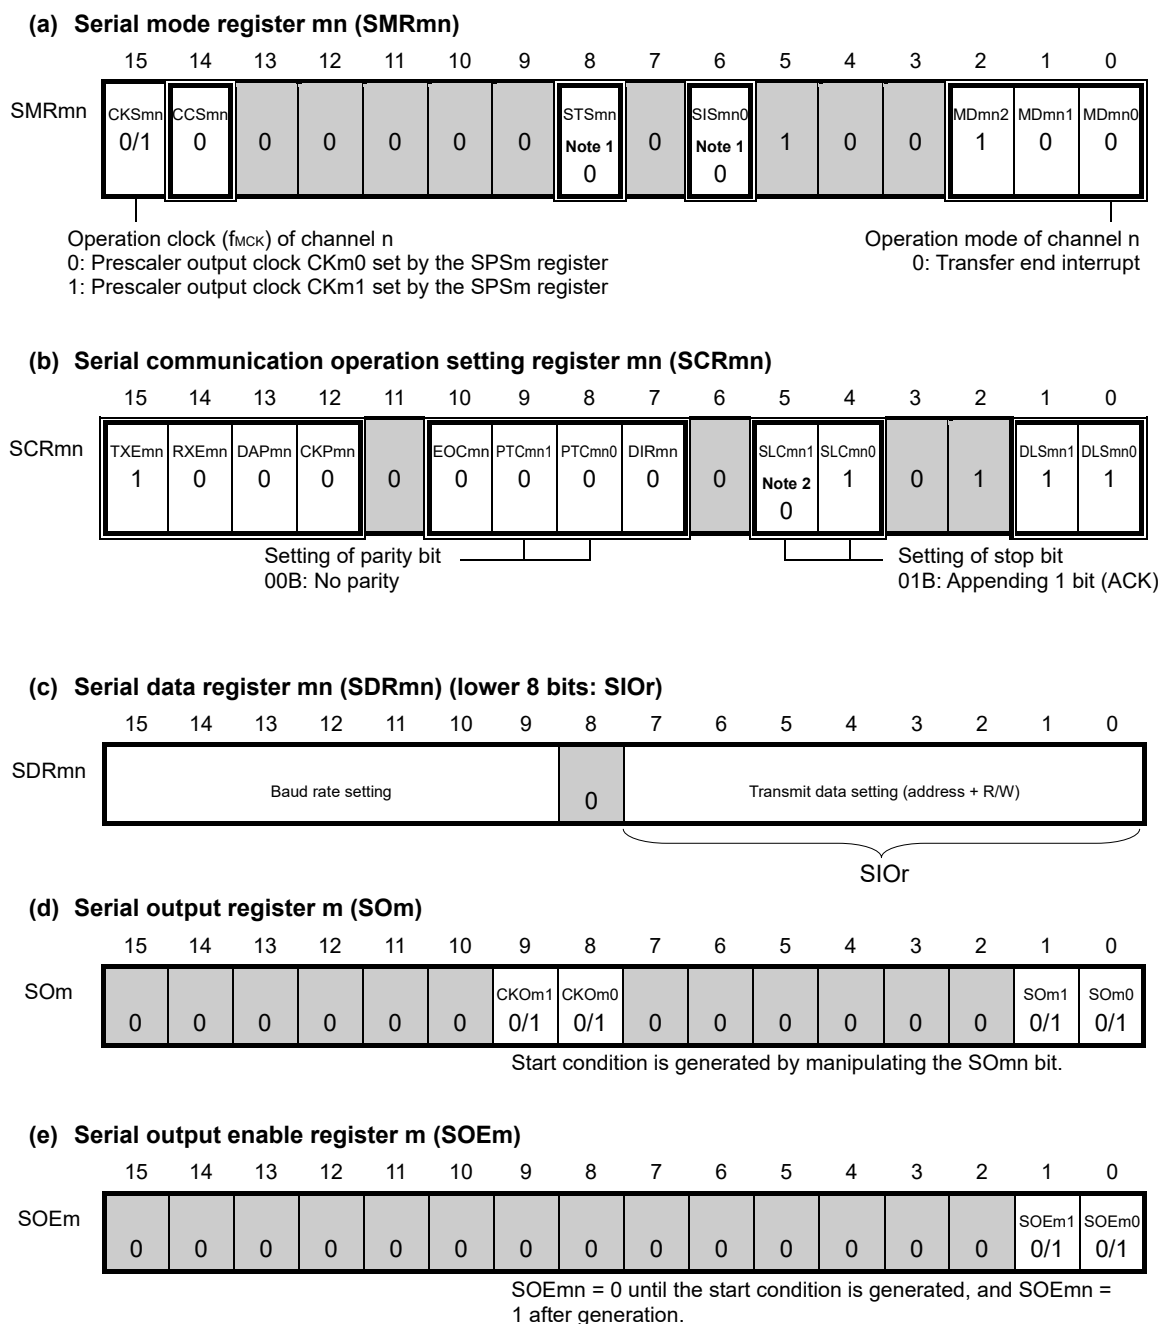 (a) Serial mode register mn (SMRmn)
15 14 13 12 11 10 9 8 7 6 5 4 3 2 1 0
SMRmn CKSmn CCSmn STSmn SISmn0 MDmn2 MDmn1 MDmn0
Note 1 Note 1
0/1 0 0 0 0 0 0 0 0 0 1 0 0 1 0 0
Operation clock (fMCK) of channel n
0: Prescaler output clock CKm0 set by the SPSm register
1: Prescaler output clock CKm1 set by the SPSm register
Operation mode of channel n
0: Transfer end interrupt
(b) Serial communication operation setting register mn (SCRmn)
15 14 13 12 11 10 9 8 7 6 5 4 3 2 1 0
SCRmn TXEmn RXEmn DAPmn CKPmn EOCmn PTCmn1 PTCmn0 DIRmn SLCmn1 SLCmn0 DLSmn1 DLSmn0
Note 2
1 0 0 0 0 0 0 0 0 0 0 1 0 1 1 1
Setting of parity bit
00B: No parity
Setting of stop bit
01B: Appending 1 bit (ACK)
(c) Serial data register mn (SDRmn) (lower 8 bits: SIOr)
15 14 13 12 11 10 9 8 7 6 5 4 3 2 1 0
SDRmn
Baud rate setting 0 Transmit data setting (address + R/W)
SIOr
(d) Serial output register m (SOm)
15 14 13 12 11 10 9 8 7 6 5 4 3 2 1 0
SOm CKOm1 CKOm0 SOm1 SOm0
0 0 0 0 0 0 0/1 0/1 0 0 0 0 0 0 0/1 0/1
Start condition is generated by manipulating the SOmn bit.
(e) Serial output enable register m (SOEm)
15 14 13 12 11 10 9 8 7 6 5 4 3 2 1 0
SOEm SOEm1 SOEm0
0 0 0 0 0 0 0 0 0 0 0 0 0 0 0/1 0/1
SOEmn = 0 until the start condition is generated, and SOEmn =
1 after generation.